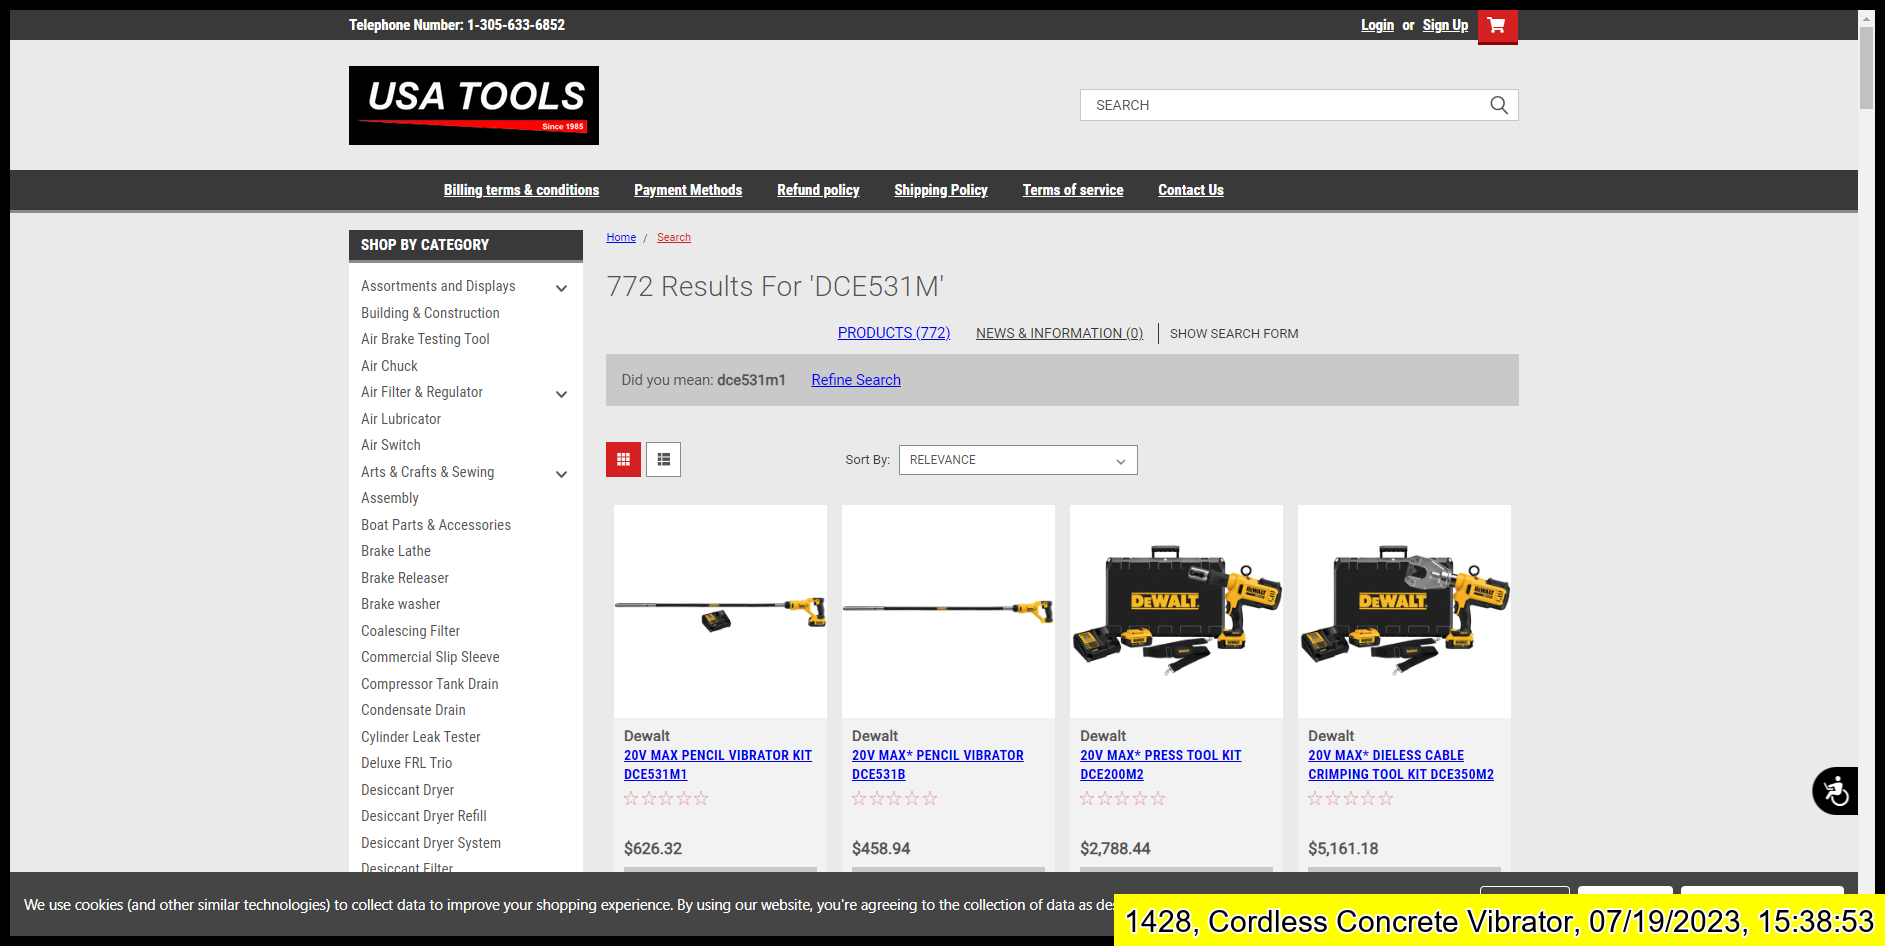 Telephone Number: 1-305-633-6852
Login or Sign Up
USA TOOLS
Since 1985
SEARCH
Billing terms & conditions Payment Methods Refund policy Shipping Policy Terms of service Contact Us
SHOP BY CATEGORY
Assortments and Displays
Building & Construction
Air Brake Testing Tool
Air Chuck
Air Filter & Regulator
Air Lubricator
Air Switch
Arts & Crafts & Sewing
Assembly
Boat Parts & Accessories
Brake Lathe
Brake Releaser
Brake washer
Coalescing Filter
Commercial Slip Sleeve
Compressor Tank Drain
Condensate Drain
Cylinder Leak Tester
Deluxe FRL Trio
Desiccant Dryer
Desiccant Dryer Refill
Desiccant Dryer System
Desiccant Filter
Home / Search
772 Results For 'DCE531M'
PRODUCTS (772) NEWS & INFORMATION (0) SHOW SEARCH FORM
Did you mean: dce531m1 Refine Search
Sort By: RELEVANCE
DEWALT
DEWALT
Dewalt
20V MAX PENCIL VIBRATOR KIT
DCE531M1
$626.32
Dewalt
20V MAX* PENCIL VIBRATOR
DCE531B
$458.94
Dewalt
20V MAX* PRESS TOOL KIT
DCE200M2
$2,788.44
Dewalt
20V MAX* DIELESS CABLE
CRIMPING TOOL KIT DCE350M2
$5,161.18
We use cookies (and other similar technologies) to collect data to improve your shopping experience. By using our website, you're agreeing to the collection of data as des
1428, Cordless Concrete Vibrator, 07/19/2023, 15:38:53